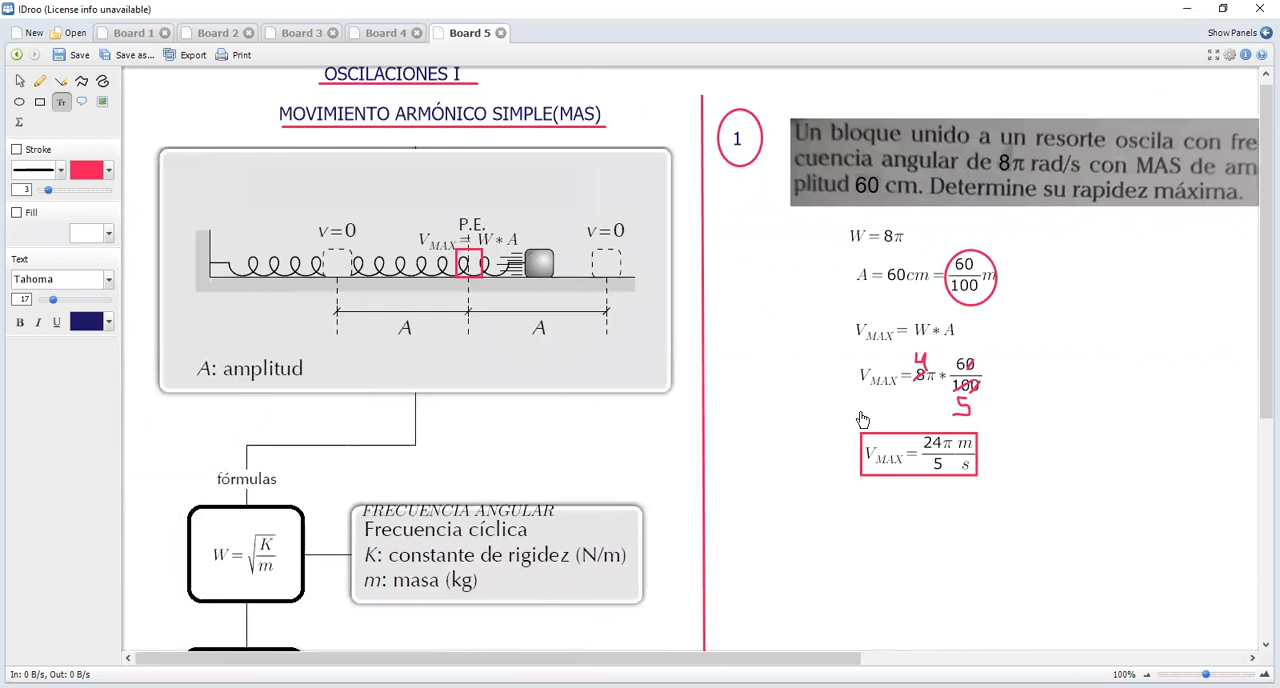 IDroo (License info unavailable)
New Open Board 1 Board 2 Board 3 Board 4 Board 5 Show Panels
Save Save as... Export Print
Stroke
3
Fill
Text
Tahoma
17
B I U
OSCILACIONES I
MOVIMIENTO ARMÓNICO SIMPLE(MAS)
P.E.
v=0 V_MAX = W * A v=0
A A
A: amplitud
fórmulas
W = √(K/m)
FRECUENCIA ANGULAR
Frecuencia cíclica
K: constante de rigidez (N/m)
m: masa (kg)
1
Un bloque unido a un resorte oscila con fre
cuencia angular de 8π rad/s con MAS de am
plitud 60 cm. Determine su rapidez máxima.
W = 8π
A = 60cm = 60/100 m
V_MAX = W * A
4
V_MAX = 8π * 60/100
5
V_MAX = 24π/5 m/s
In: 0 B/s, Out: 0 B/s 100%